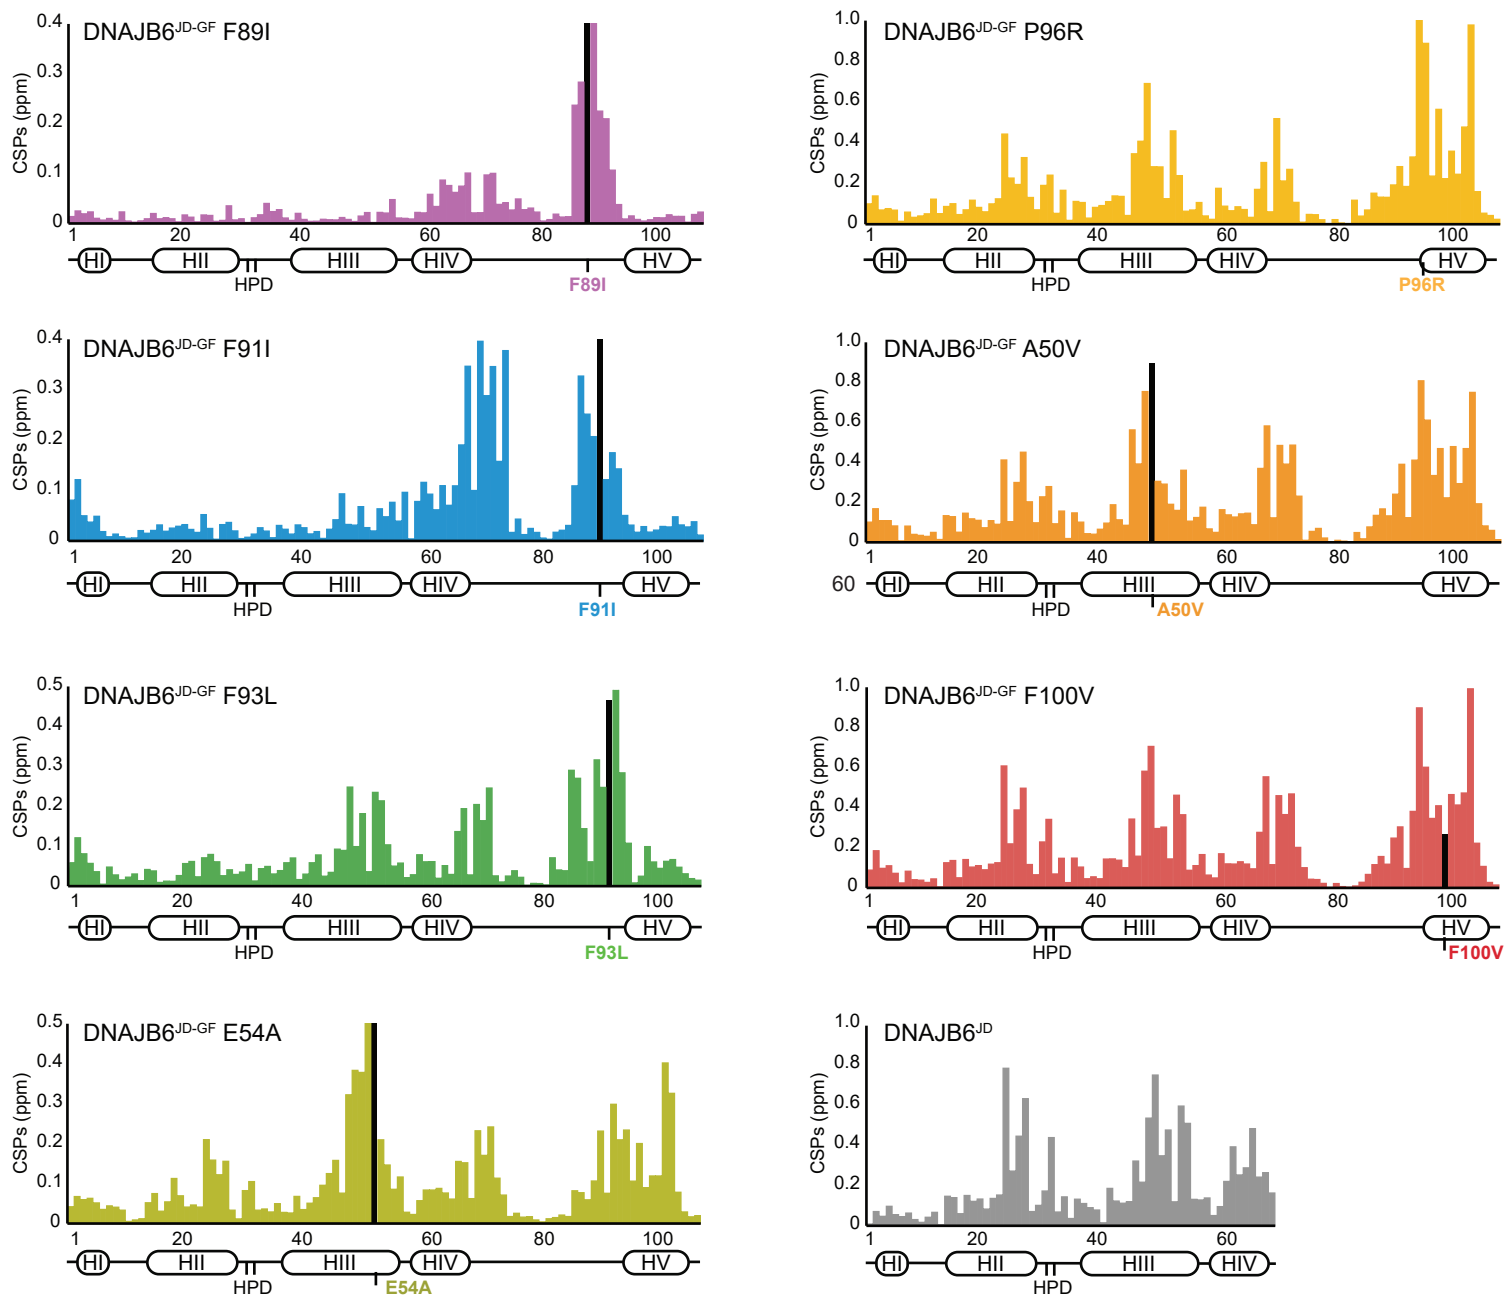 DNAJB6JD-GF F89I
CSPs (ppm)
0.4
0.3
0.2
0.1
0
1 20 40 60 80 100
HI HII HIII HIV HV
HPD F89I
DNAJB6JD-GF P96R
CSPs (ppm)
1.0
0.8
0.6
0.4
0.2
0
1 20 40 60 80 100
HI HII HIII HIV HV
HPD P96R
DNAJB6JD-GF F91I
CSPs (ppm)
0.4
0.3
0.2
0.1
0
1 20 40 60 80 100
HI HII HIII HIV HV
HPD F91I
DNAJB6JD-GF A50V
CSPs (ppm)
1.0
0.8
0.6
0.4
0.2
0
1 20 40 60 80 100
60 HI HII HIII HIV HV
HPD A50V
DNAJB6JD-GF F93L
CSPs (ppm)
0.5
0.4
0.3
0.2
0.1
0
1 20 40 60 80 100
HI HII HIII HIV HV
HPD F93L
DNAJB6JD-GF F100V
CSPs (ppm)
1.0
0.8
0.6
0.4
0.2
0
1 20 40 60 80 100
HI HII HIII HIV HV
HPD F100V
DNAJB6JD-GF E54A
CSPs (ppm)
0.5
0.4
0.3
0.2
0.1
0
1 20 40 60 80 100
HI HII HIII HIV HV
HPD E54A
DNAJB6JD
CSPs (ppm)
1.0
0.8
0.6
0.4
0.2
0
1 20 40 60
HI HII HIII HIV
HPD